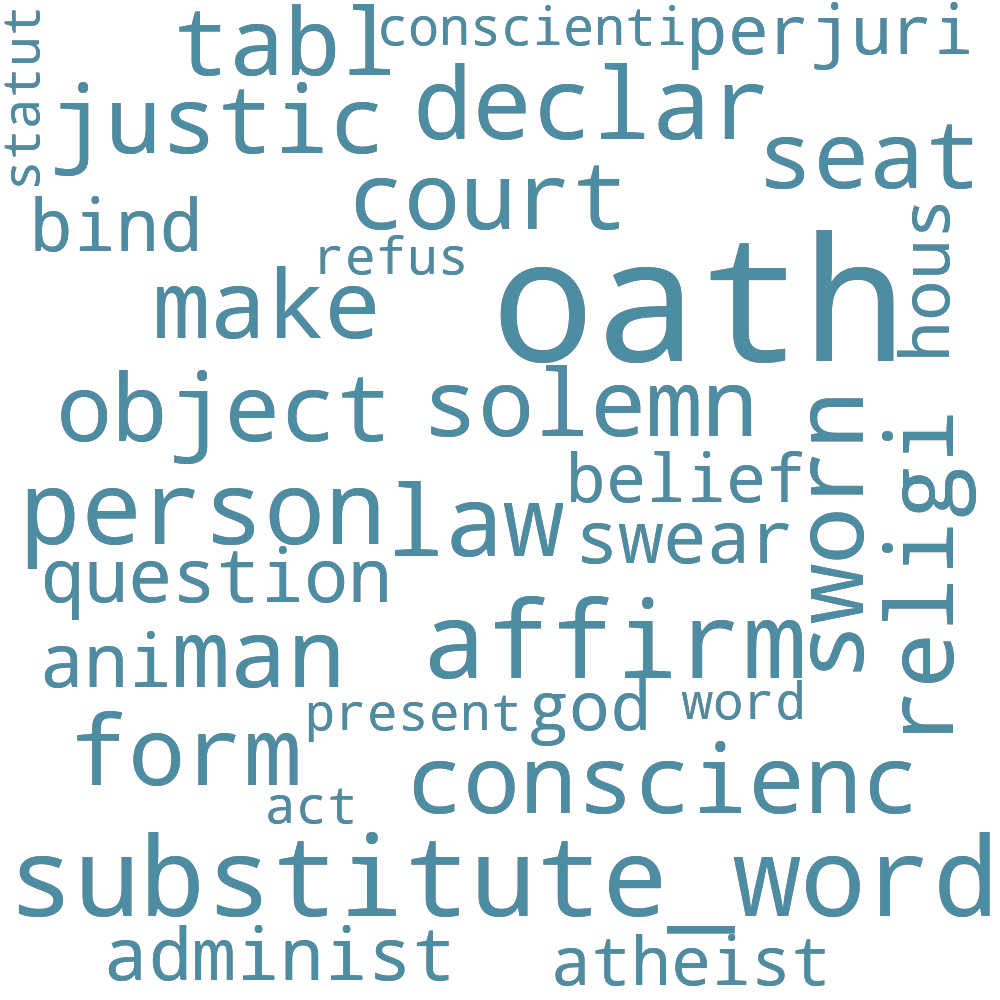 tabl
conscienti
perjuri
statut
justic
declar
seat
court
bind
refus
hous
make
oath
object
solemn
sworn
religi
belief
person
law
swear
question
affirm
ani
man
god
word
present
form
conscienc
act
substitute_word
administ
atheist